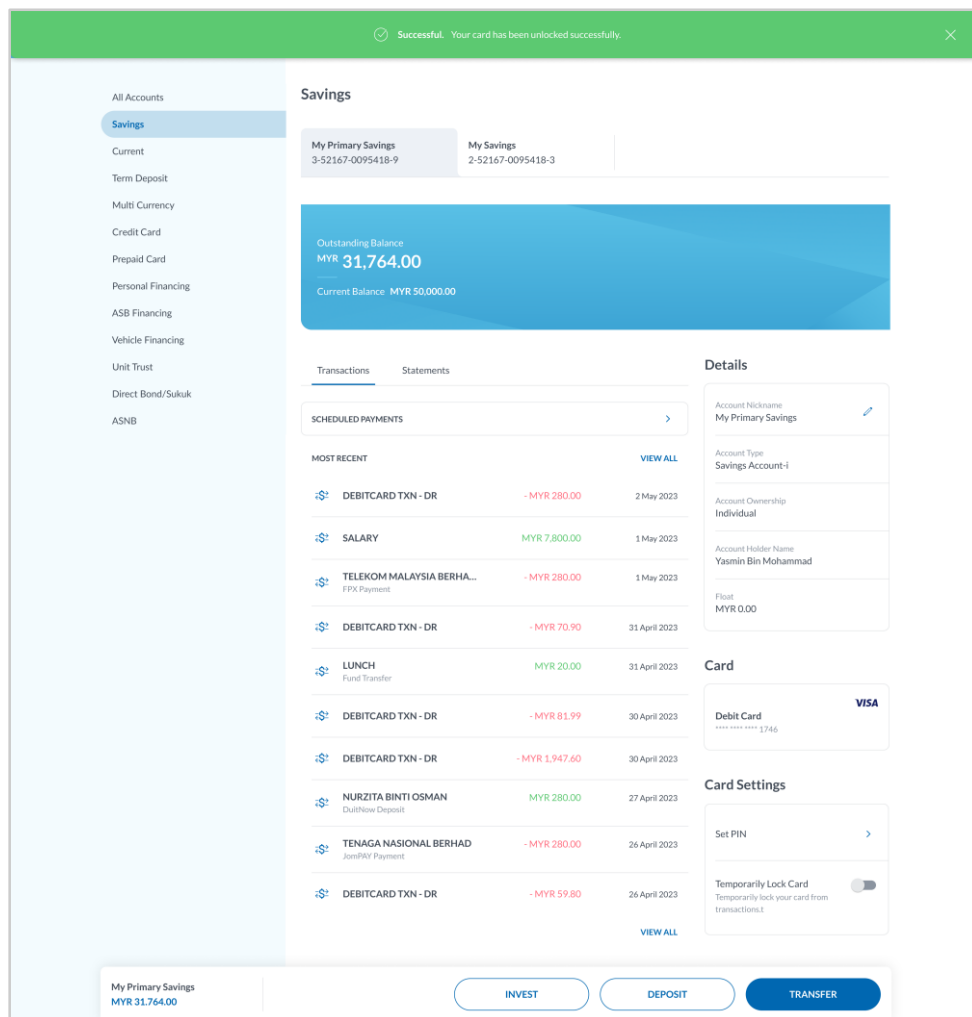 Successful. Your card has been unlocked successfully.
All Accounts
Savings
Current
Term Deposit
Multi Currency
Credit Card
Prepaid Card
Personal Financing
ASB Financing
Vehicle Financing
Unit Trust
Direct Bond/Sukuk
ASNB
Savings
My Primary Savings
3-52167-0095418-9
My Savings
2-52167-0095418-3
Outstanding Balance
MYR 31,764.00
Current Balance MYR 50,000.00
Transactions Statements
SCHEDULED PAYMENTS
MOST RECENT VIEW ALL
DEBITCARD TXN - DR - MYR 280.00 2 May 2023
SALARY MYR 7,800.00 1 May 2023
TELEKOM MALAYSIA BERHA... - MYR 280.00 1 May 2023
FPX Payment
DEBITCARD TXN - DR - MYR 70.90 31 April 2023
LUNCH MYR 20.00 31 April 2023
Fund Transfer
DEBITCARD TXN - DR - MYR 81.99 30 April 2023
DEBITCARD TXN - DR - MYR 1,947.60 30 April 2023
NURZITA BINTI OSMAN MYR 280.00 27 April 2023
DuitNow Deposit
TENAGA NASIONAL BERHAD - MYR 280.00 26 April 2023
JomPAY Payment
DEBITCARD TXN - DR - MYR 59.80 26 April 2023
VIEW ALL
Details
Account Nickname
My Primary Savings
Account Type
Savings Account-i
Account Ownership
Individual
Account Holder Name
Yasmin Bin Mohammad
Float
MYR 0.00
Card
VISA
Debit Card
**** **** **** 1746
Card Settings
Set PIN
Temporarily Lock Card
Temporarily lock your card from
transactions.t
My Primary Savings
MYR 31.764.00
INVEST DEPOSIT TRANSFER